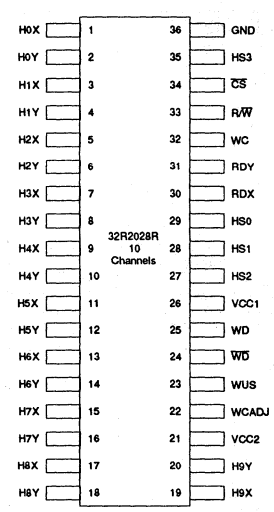 H0X 1 36 GND
H0Y 2 35 HS3
H1X 3 34 C̅S̅
H1Y 4 33 R/W̅
H2X 5 32 WC
H2Y 6 31 RDY
H3X 7 30 RDX
H3Y 8 29 HS0
32R2028R
H4X 9 10 28 HS1
Channels
H4Y 10 27 HS2
H5X 11 26 VCC1
H5Y 12 25 WD
H6X 13 24 W̅D̅
H6Y 14 23 WUS
H7X 15 22 WCADJ
H7Y 16 21 VCC2
H8X 17 20 H9Y
H8Y 18 19 H9X